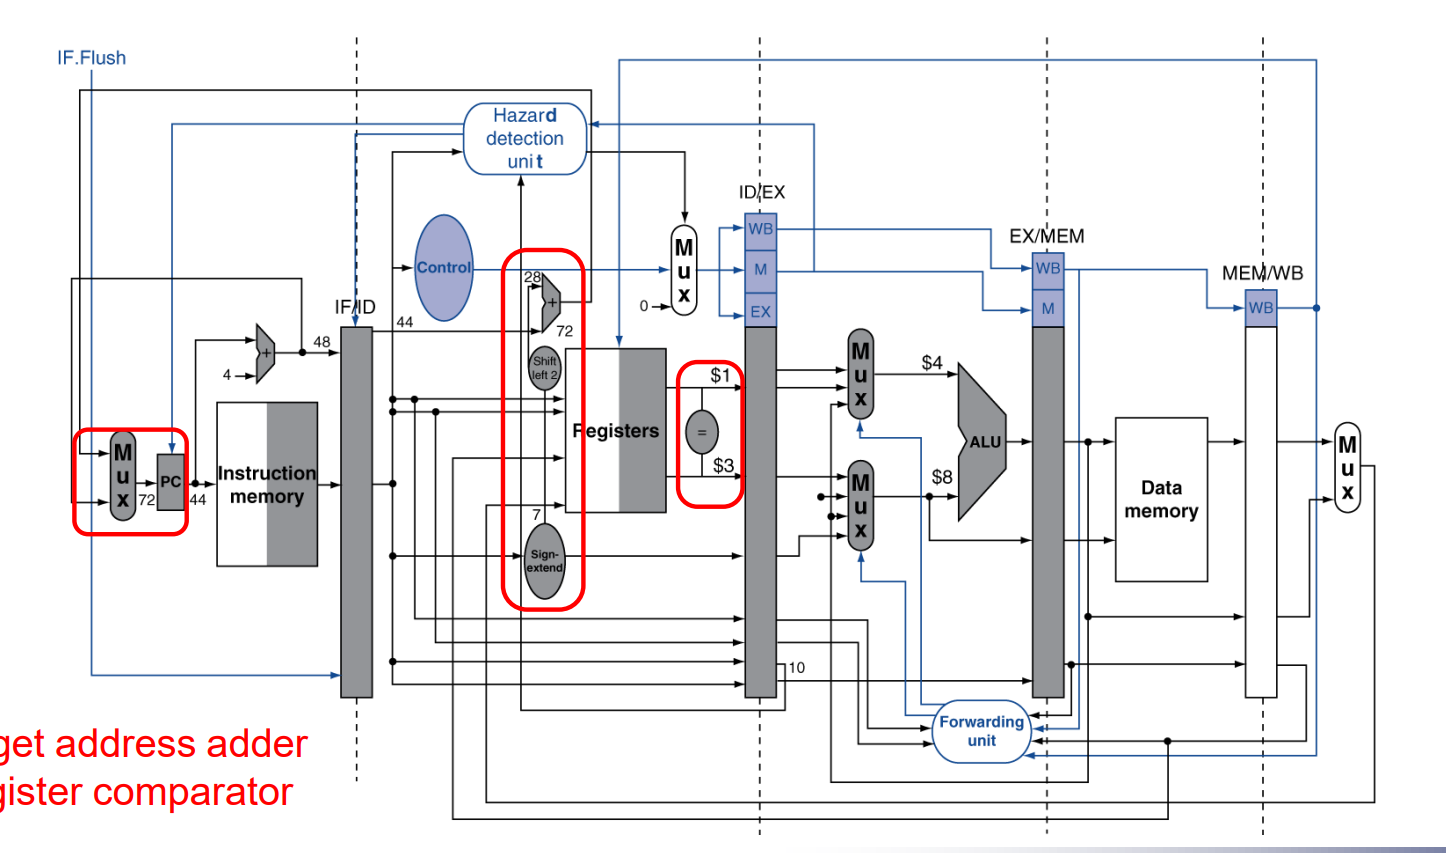 IF.Flush
Hazard
detection
unit
ID/EX
WB
M
EX
EX/MEM
WB
M
MEM/WB
WB
Control
M
u
x
0
IF/ID
28
+
72
44
48
+
4
Shift
left 2
Registers
$1
=
$3
M
u
x
$4
ALU
$8
M
u
x
M
u
x
72
PC
44
Instruction
memory
7
Sign-
extend
Data
memory
M
u
x
10
Forwarding
unit
get address adder
gister comparator